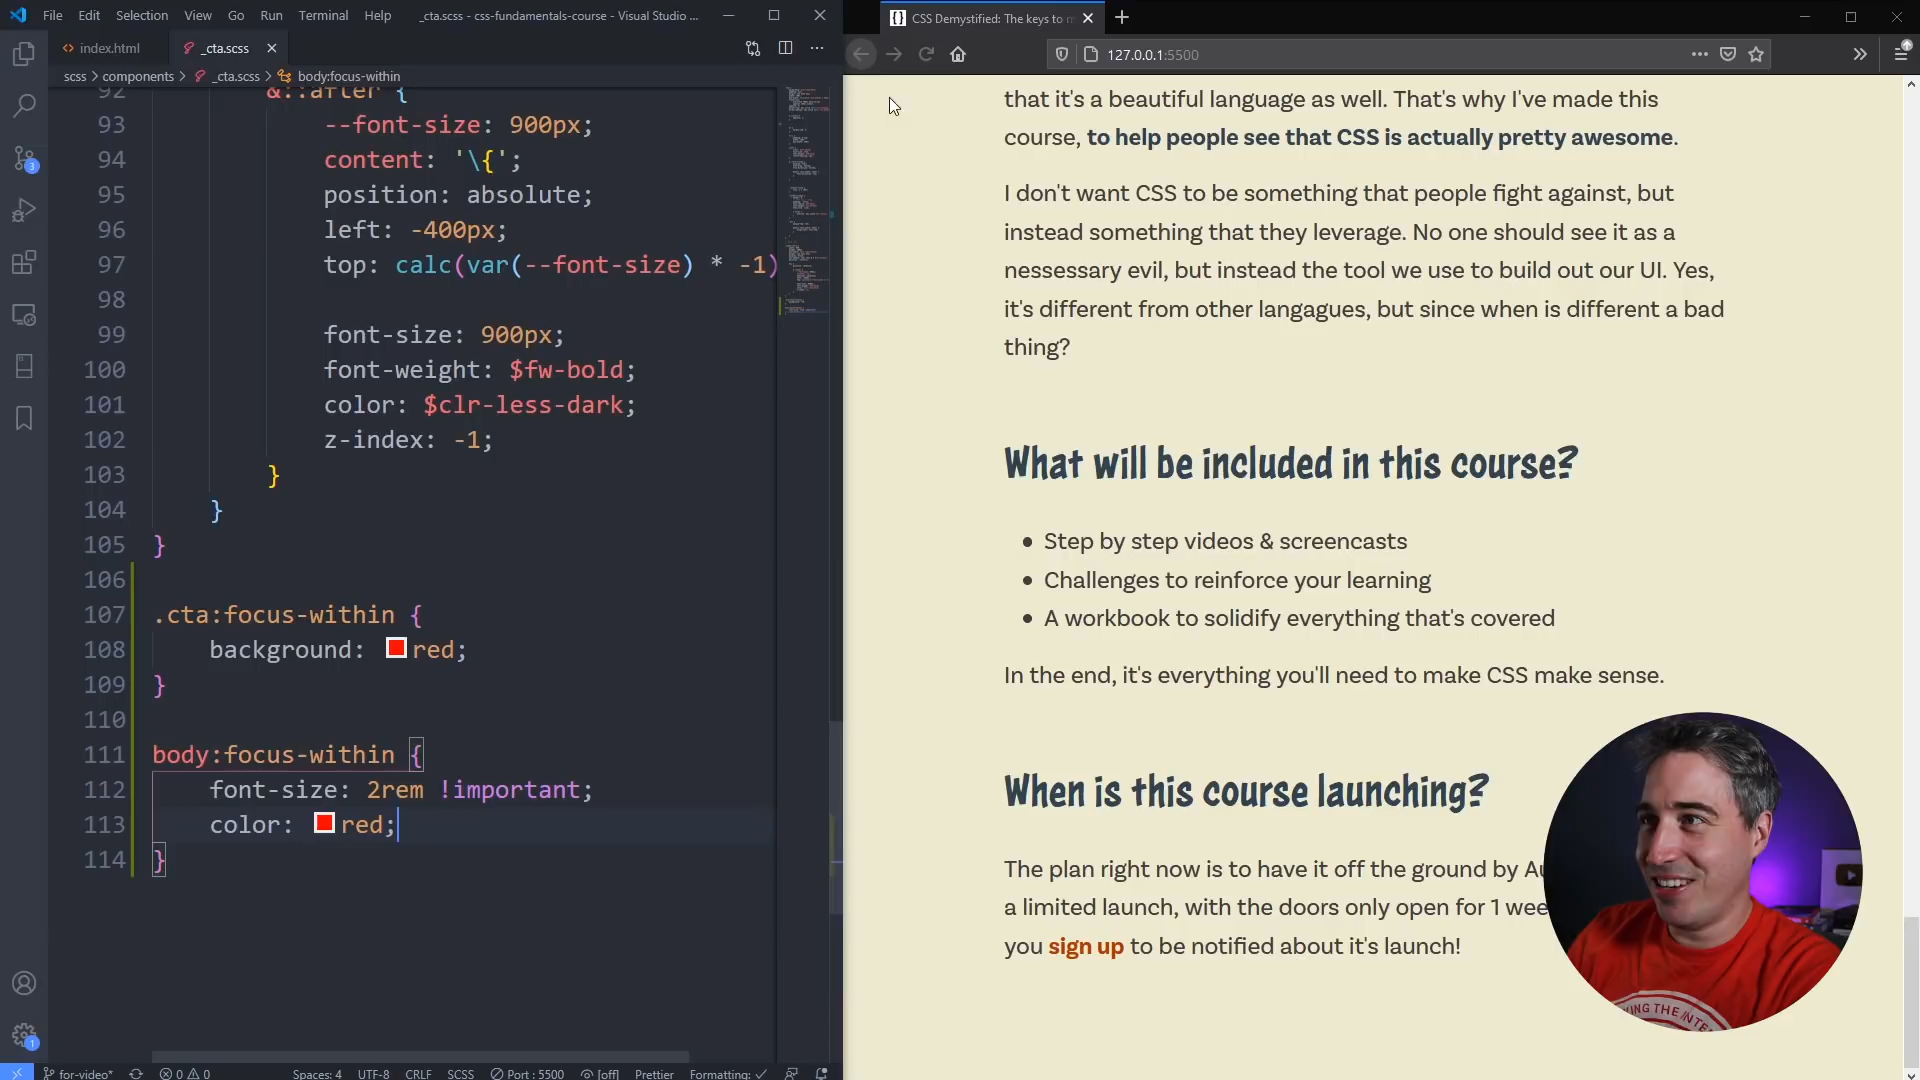 File Edit Selection View Go Run Terminal Help
_cta.scss - css-fundamentals-course - Visual Studio ...
index.html
_cta.scss
scss > components > _cta.scss > body:focus-within
92 &::after {
93 --font-size: 900px;
94 content: '\{';
95 position: absolute;
96 left: -400px;
97 top: calc(var(--font-size) * -1)
98
99 font-size: 900px;
100 font-weight: $fw-bold;
101 color: $clr-less-dark;
102 z-index: -1;
103 }
104 }
105 }
106
107 .cta:focus-within {
108 background: red;
109 }
110
111 body:focus-within {
112 font-size: 2rem !important;
113 color: red;
114 }
3
1
for-video* 0 0 Spaces: 4 UTF-8 CRLF SCSS Port : 5500 [off] Prettier Formatting: ✓
CSS Demystified: The keys to
127.0.0.1:5500
that it's a beautiful language as well. That's why I've made this
course, to help people see that CSS is actually pretty awesome.
I don't want CSS to be something that people fight against, but
instead something that they leverage. No one should see it as a
nessessary evil, but instead the tool we use to build out our UI. Yes,
it's different from other langagues, but since when is different a bad
thing?
What will be included in this course?
• Step by step videos & screencasts
• Challenges to reinforce your learning
• A workbook to solidify everything that's covered
In the end, it's everything you'll need to make CSS make sense.
When is this course launching?
The plan right now is to have it off the ground by
a limited launch, with the doors only open for 1
you sign up to be notified about it's launch!
KING THE INTE